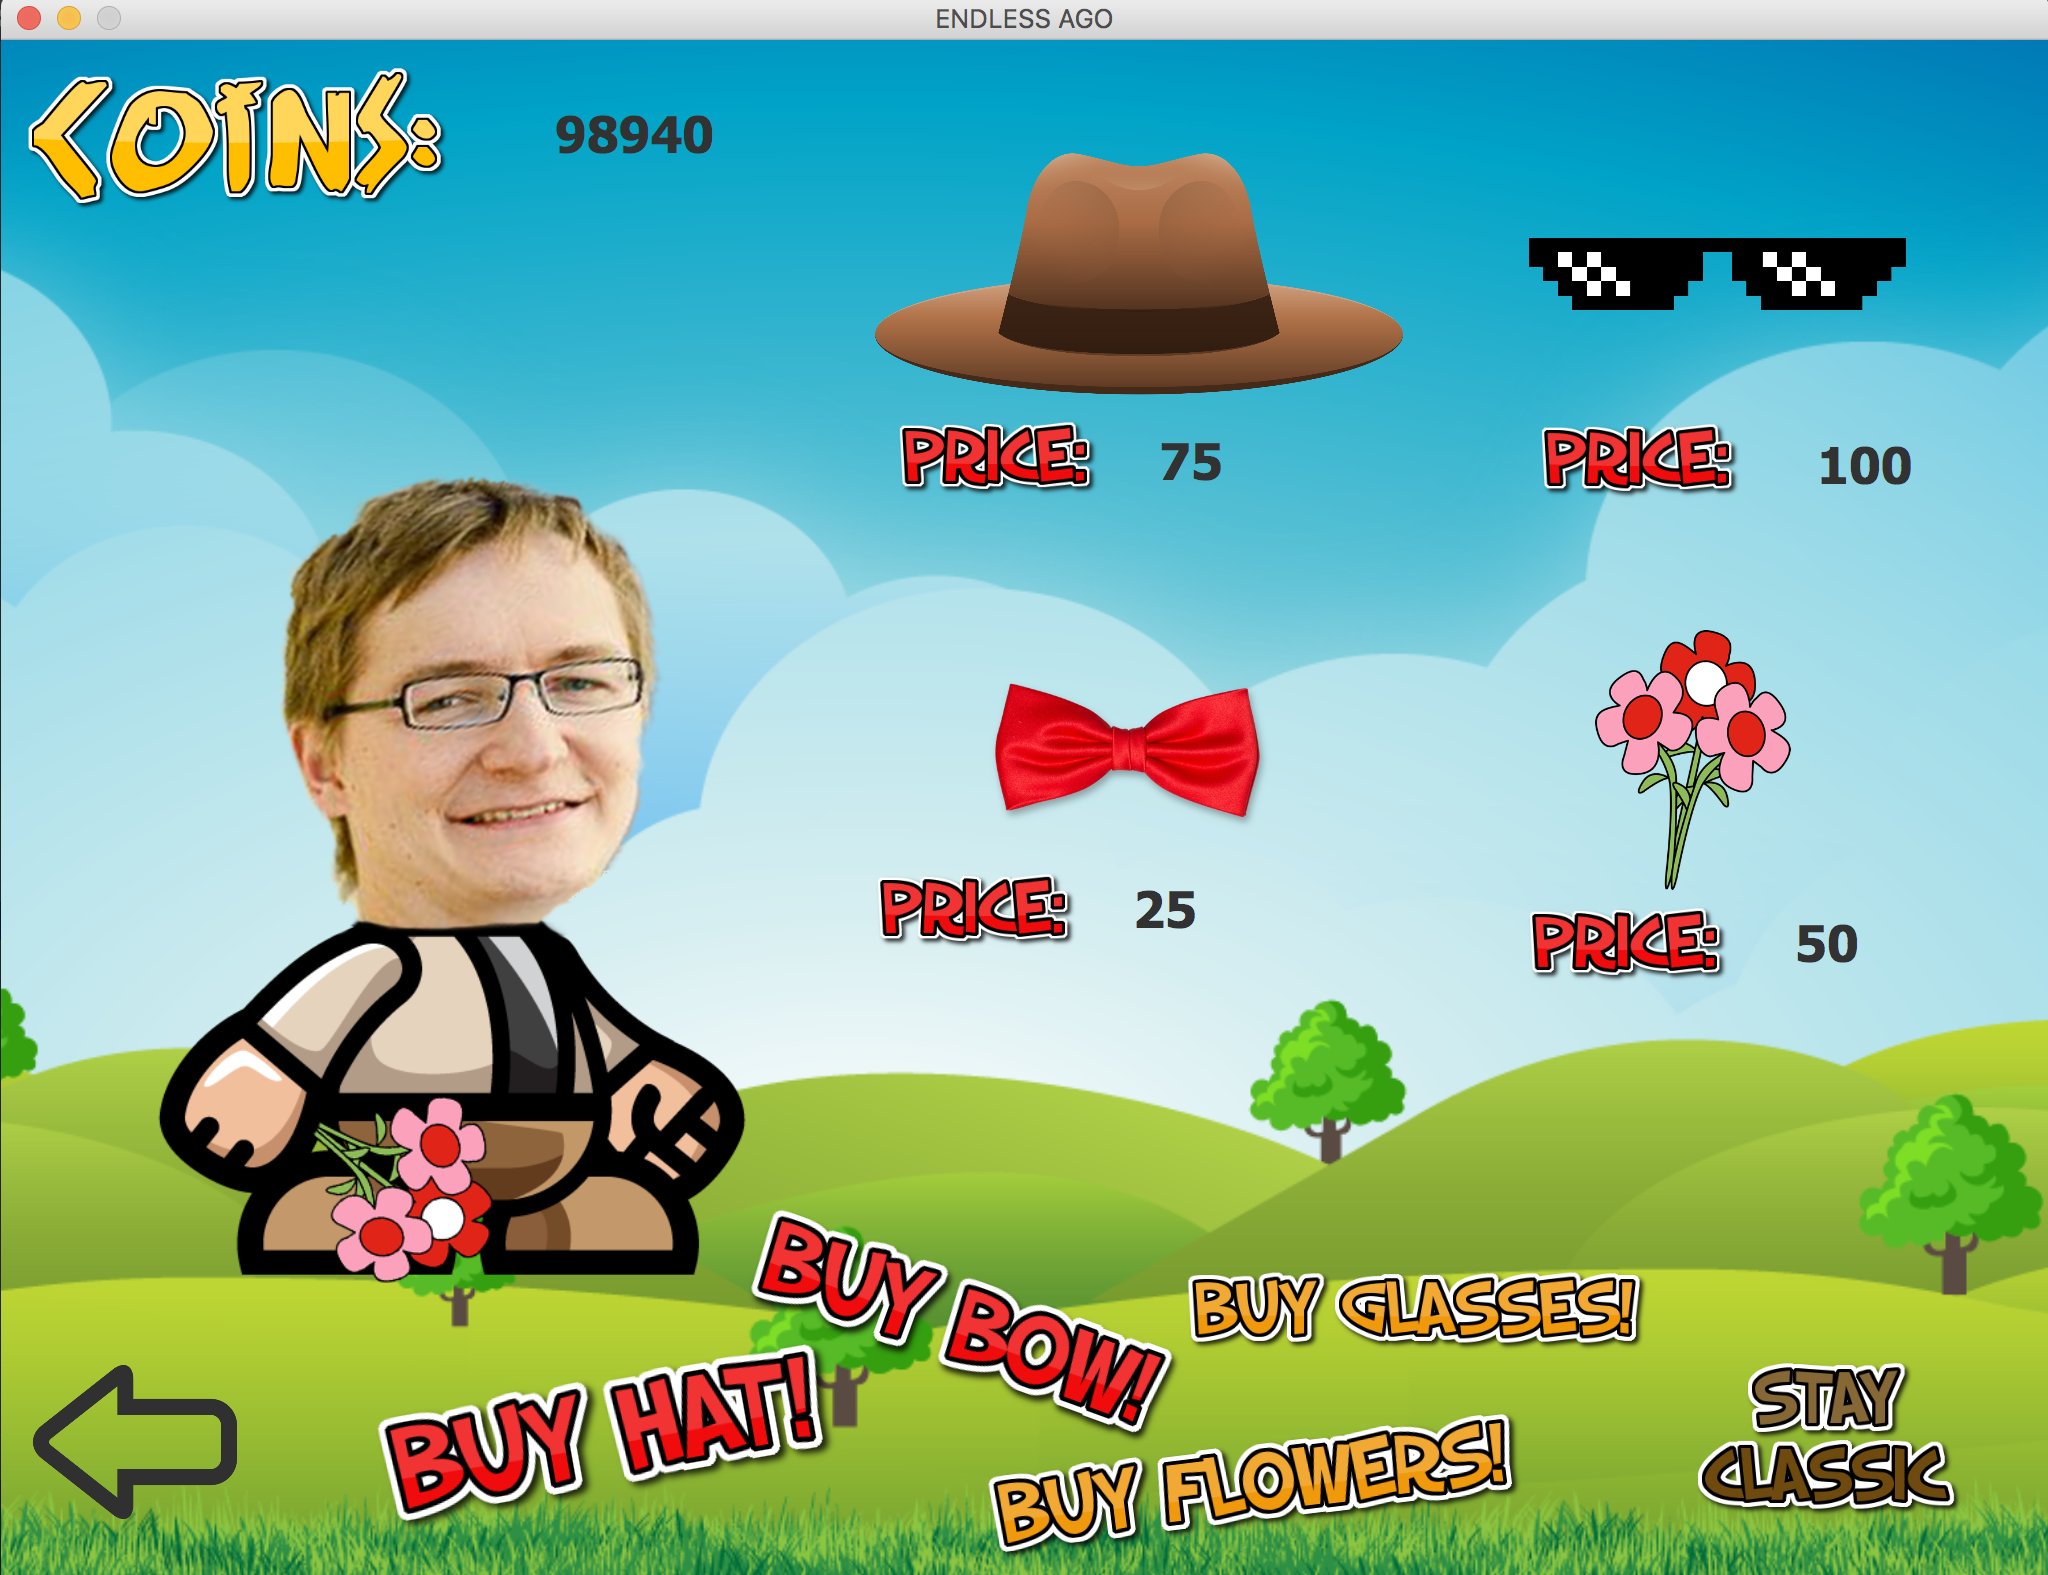 ENDLESS AGO
COINS: 98940
PRICE: 75
PRICE: 100
PRICE: 25
PRICE: 50
BUY BOW!
BUY GLASSES!
BUY HAT!
BUY FLOWERS!
STAY
CLASSIC